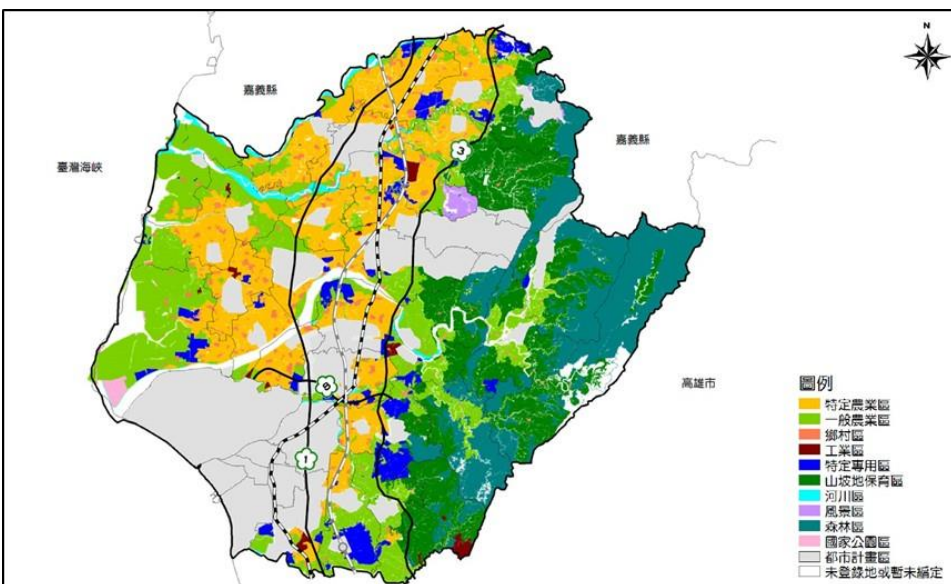 N
嘉義縣
嘉義縣
臺灣海峽
3
高雄市
8
1
圖例
特定農業區
一般農業區
鄉村區
工業區
特定專用區
山坡地保育區
河川區
風景區
森林區
國家公園區
都市計畫區
未登錄地或暫未編定